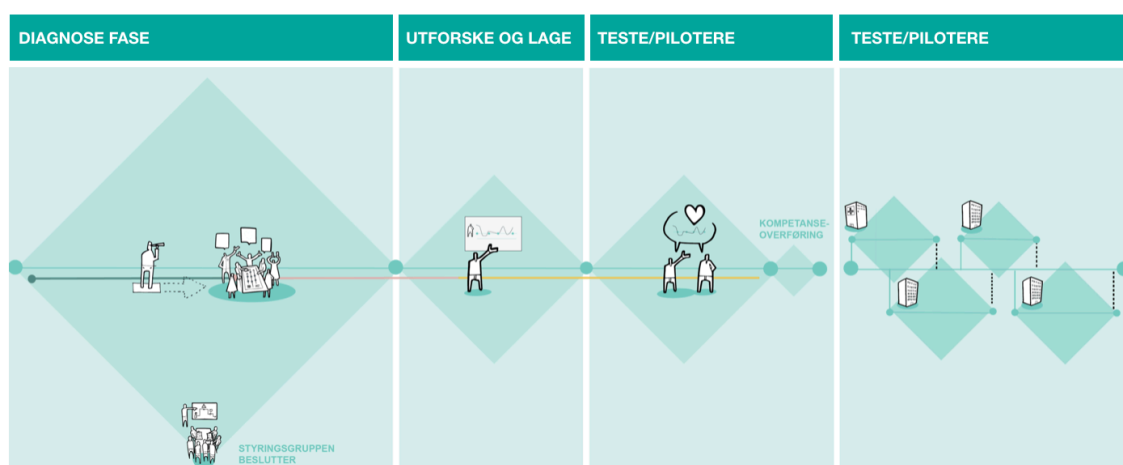 DIAGNOSE FASE
UTFORSKE OG LAGE
TESTE/PILOTERE
TESTE/PILOTERE
KOMPETANSE-
OVERFØRING
STYRINGSGRUPPEN
BESLUTTER